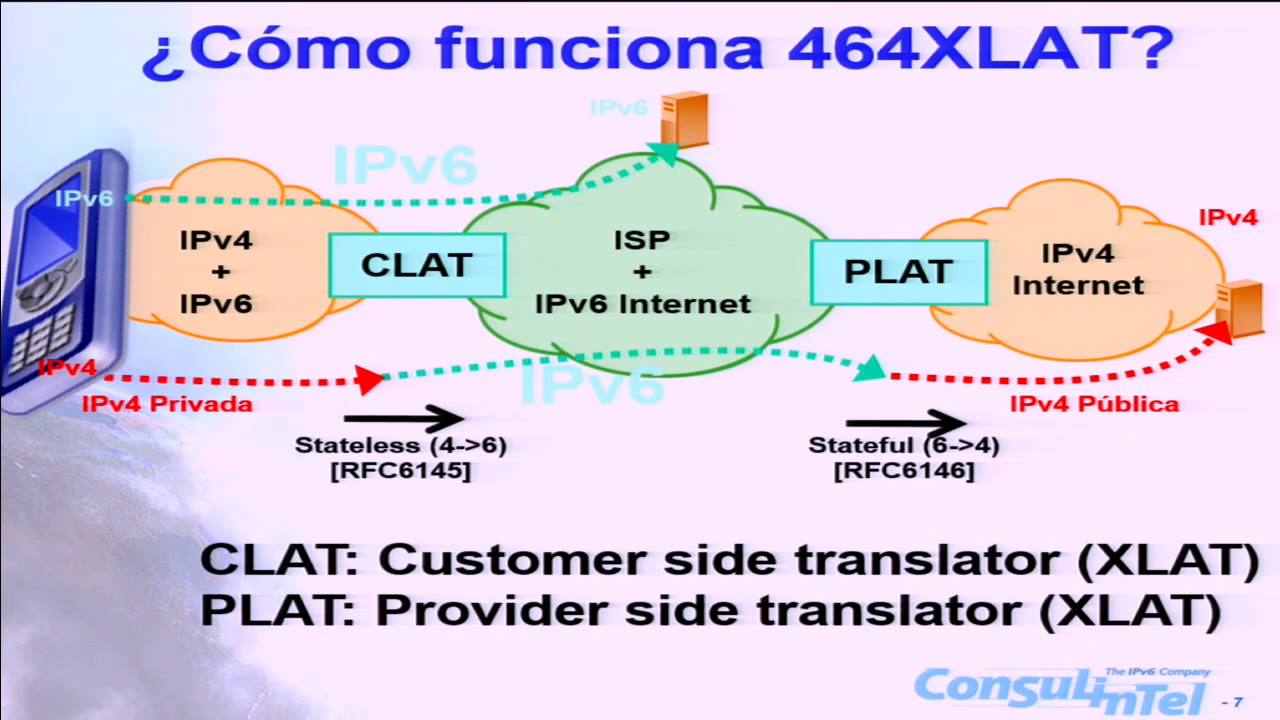 ¿Cómo funciona 464XLAT?
IPv6
IPv6
IPv6
IPv4
+
IPv6
CLAT
ISP
+
IPv6 Internet
PLAT
IPv4
Internet
IPv4
IPv4
IPv4 Privada
IPv6
IPv4 Pública
Stateless (4->6)
[RFC6145]
Stateful (6->4)
[RFC6146]
CLAT: Customer side translator (XLAT)
PLAT: Provider side translator (XLAT)
The IPv6 Company
Consulintel
- 7